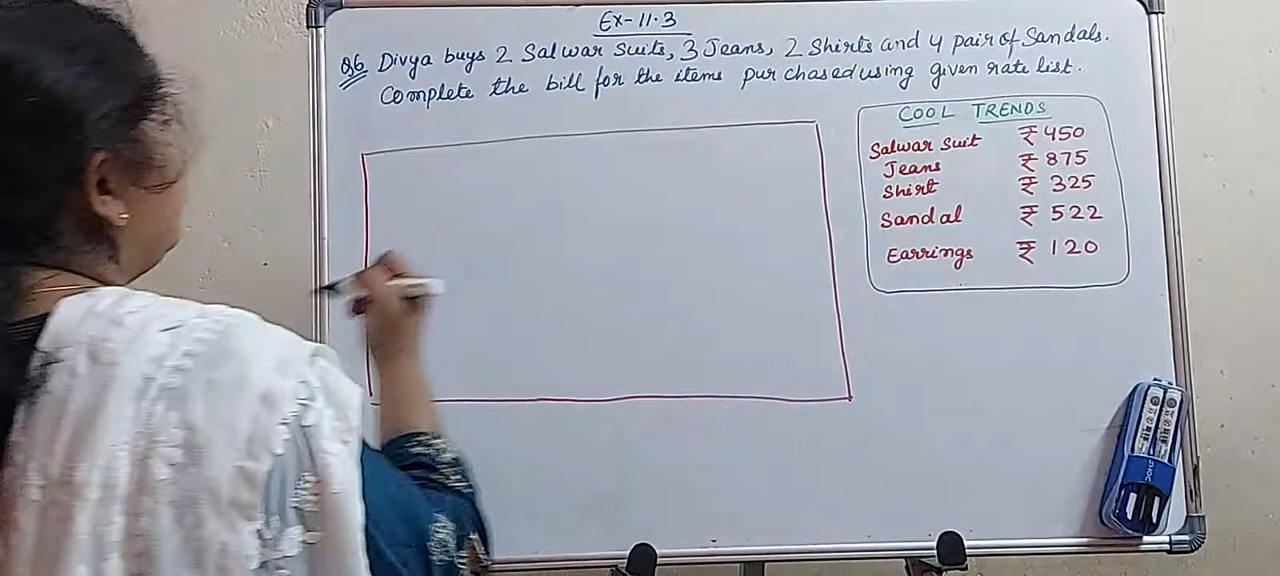 Ex-11.3
Q6 Divya buys 2 Salwar Suits, 3 Jeans, 2 Shirts and 4 pair of Sandals.
Complete the bill for the items purchased using given rate list.
COOL TRENDS
Salwar Suit ₹ 450
Jeans ₹ 875
Shirt ₹ 325
Sandal ₹ 522
Earrings ₹ 120